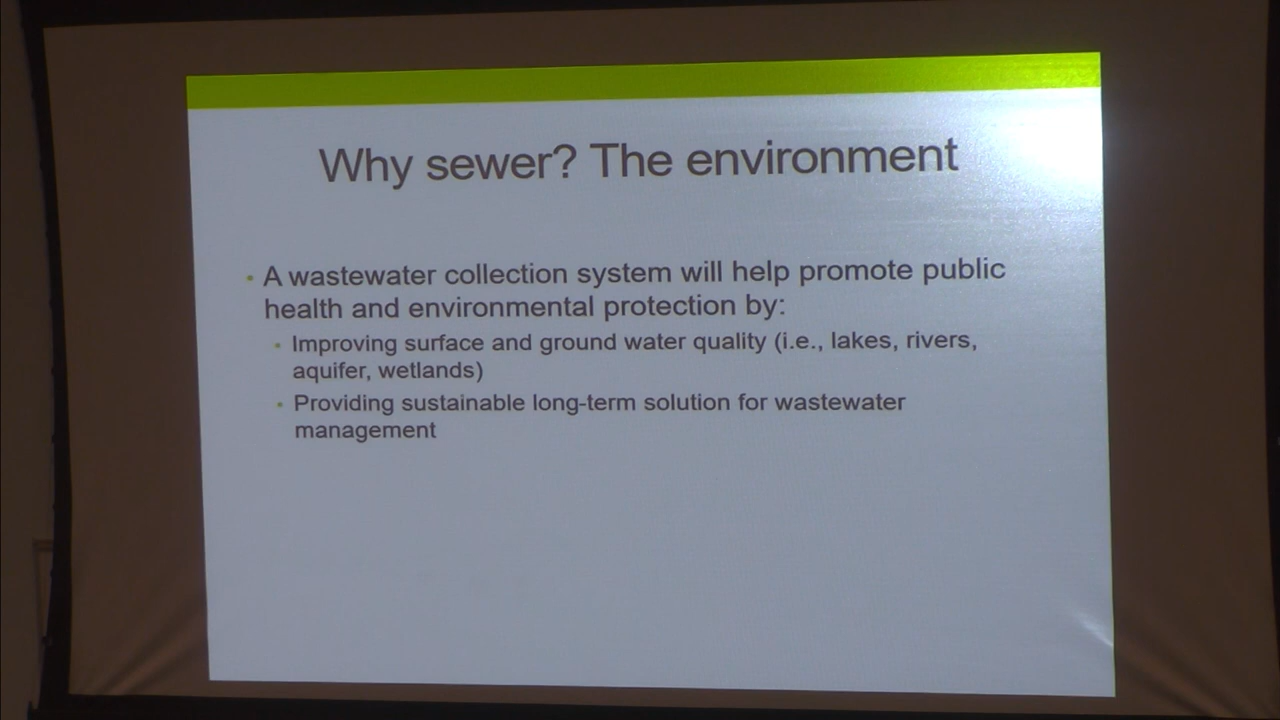 Why sewer? The environment
• A wastewater collection system will help promote public
health and environmental protection by:
• Improving surface and ground water quality (i.e., lakes, rivers,
aquifer, wetlands)
• Providing sustainable long-term solution for wastewater
management